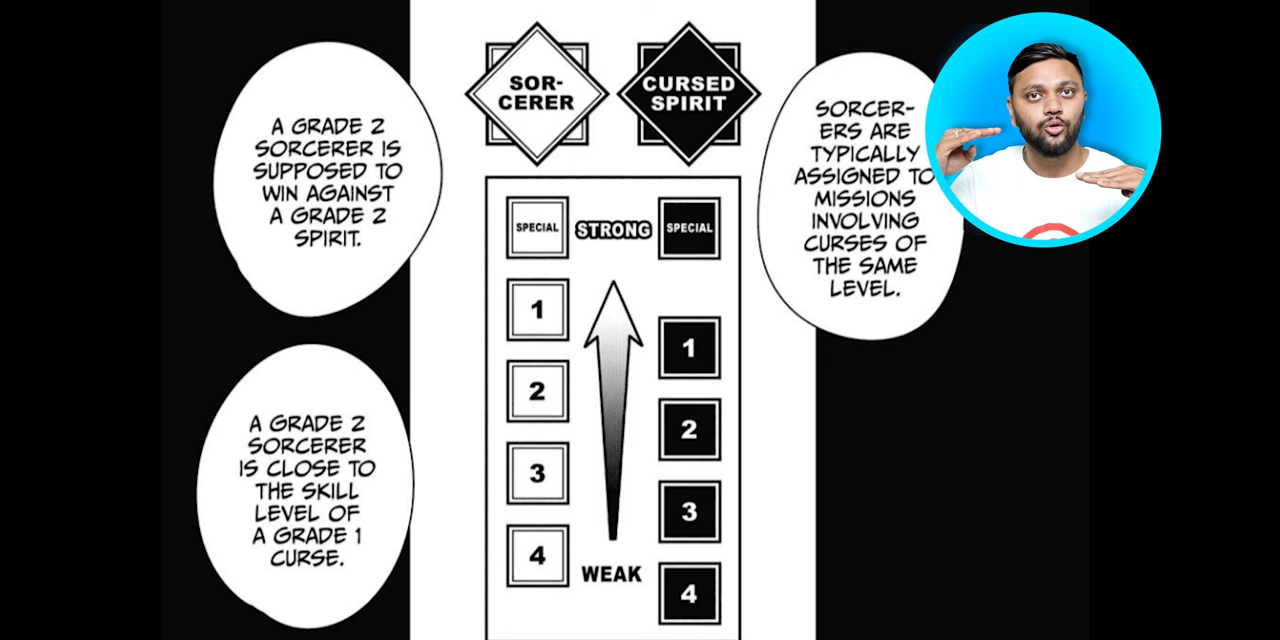 A GRADE 2
SORCERER IS
SUPPOSED TO
WIN AGAINST
A GRADE 2
SPIRIT.
A GRADE 2
SORCERER
IS CLOSE TO
THE SKILL
LEVEL OF
A GRADE 1
CURSE.
SOR-
CERER
CURSED
SPIRIT
SPECIAL
STRONG
SPECIAL
1
1
2
2
3
3
4
WEAK
4
SORCER-
ERS ARE
TYPICALLY
ASSIGNED TO
MISSIONS
INVOLVING
CURSES OF
THE SAME
LEVEL.